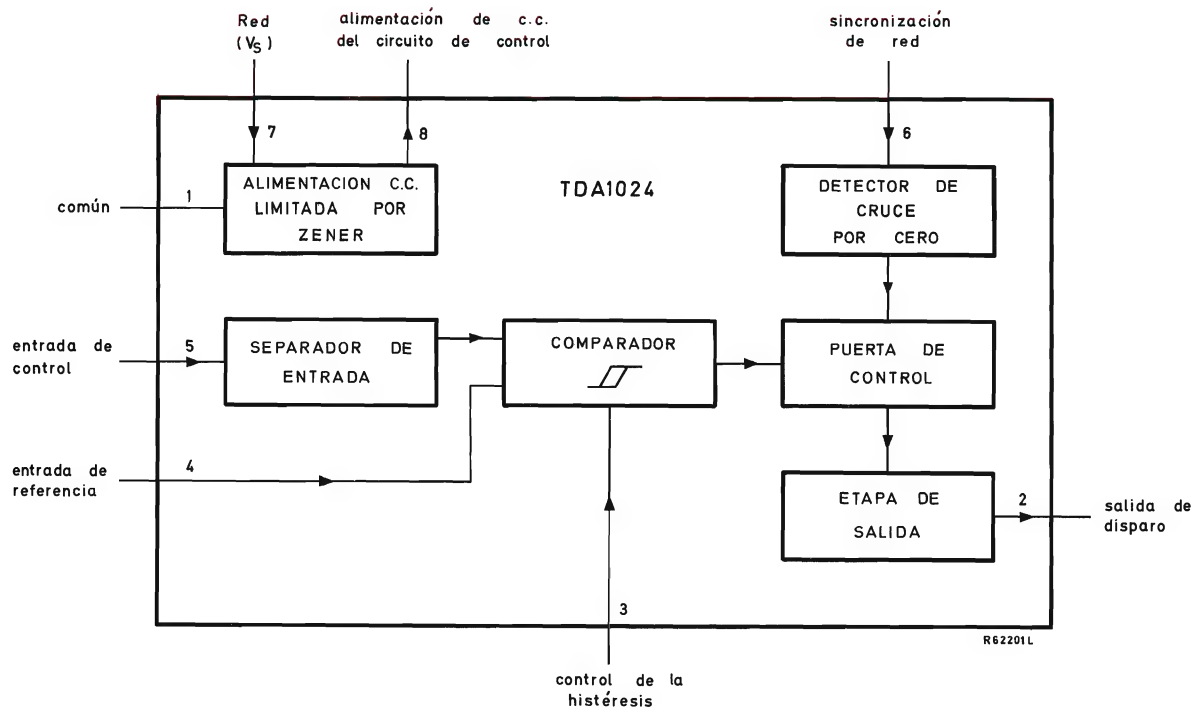 Red
(VS)
alimentación de c.c.
del circuito de control
sincronización
de red
7
8
6
ALIMENTACION C.C.
LIMITADA POR
ZENER
TDA1024
DETECTOR DE
CRUCE
POR CERO
1
común
entrada de
control
5
SEPARADOR DE
ENTRADA
COMPARADOR
PUERTA DE
CONTROL
entrada de
referencia
4
ETAPA DE
SALIDA
2
salida de
disparo
3
R62201L
control de la
histéresis